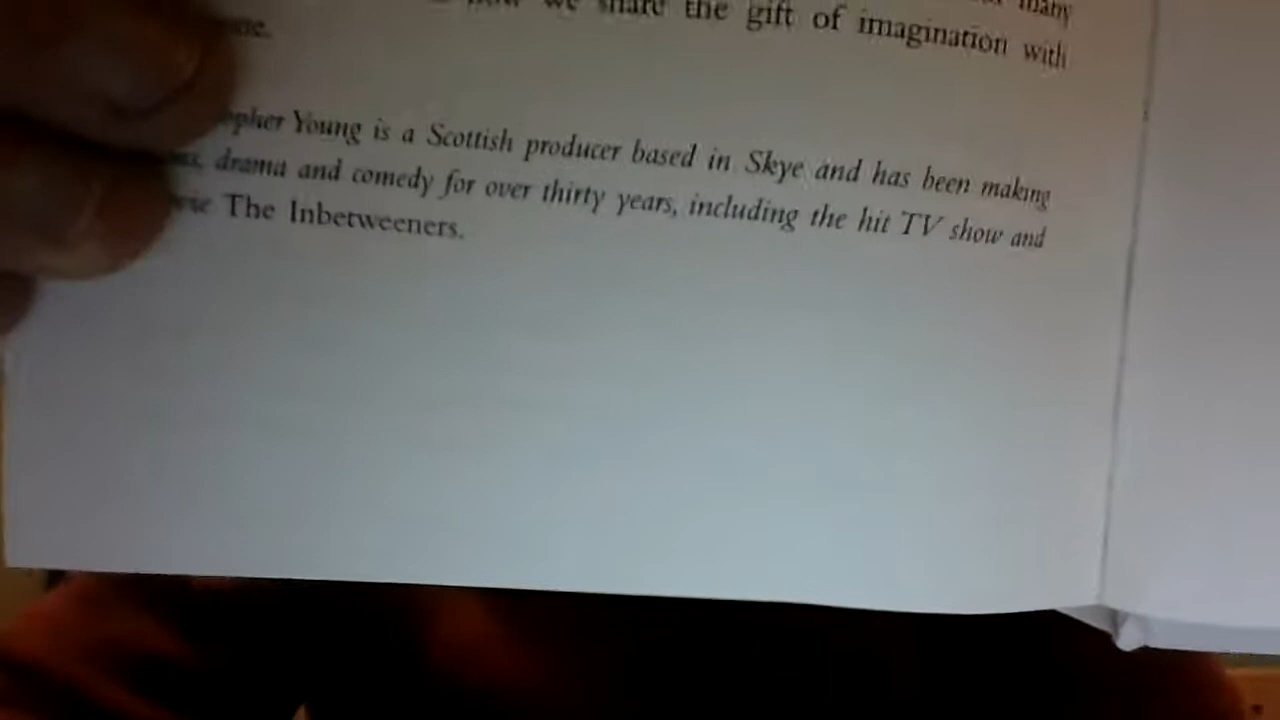 many
we share the gift of imagination with
Young is a Scottish producer based in Skye and has been making
drama and comedy for over thirty years, including the hit TV show and
The Inbetweeners.